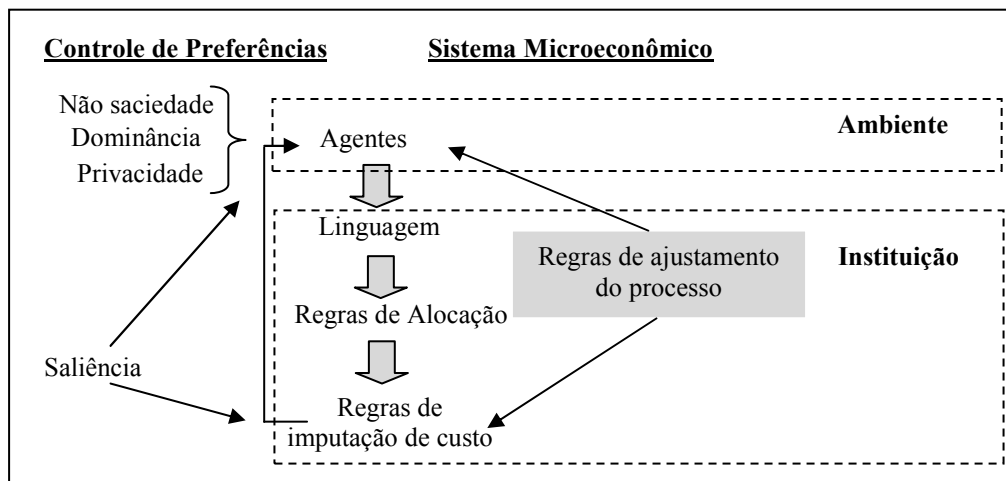 Controle de Preferências
Sistema Microeconômico
Não saciedade
Dominância
Privacidade
Agentes
Ambiente
Linguagem
Regras de ajustamento
do processo
Instituição
Regras de Alocação
Saliência
Regras de
imputação de custo